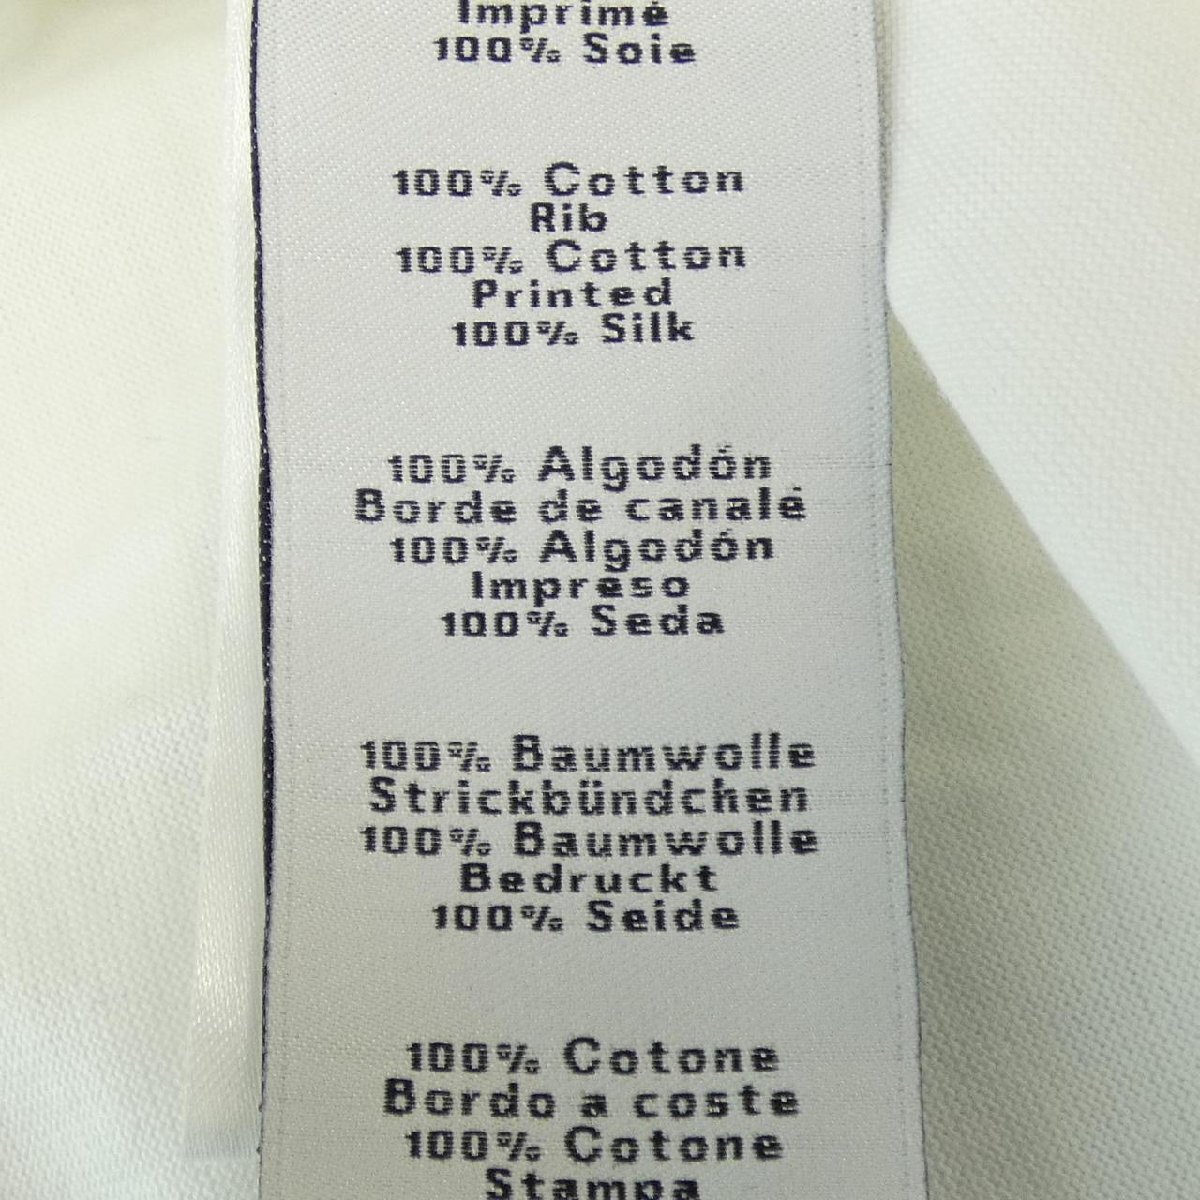 Imprimé
100% Soie
100% Cotton
Rib
100% Cotton
Printed
100% Silk
100% Algodón
Borde de canalé
100% Algodón
Impreso
100% Seda
100% Baumwolle
Strickbündchen
100% Baumwolle
Bedruckt
100% Seide
100% Cotone
Bordo a coste
100% Cotone
Stampa